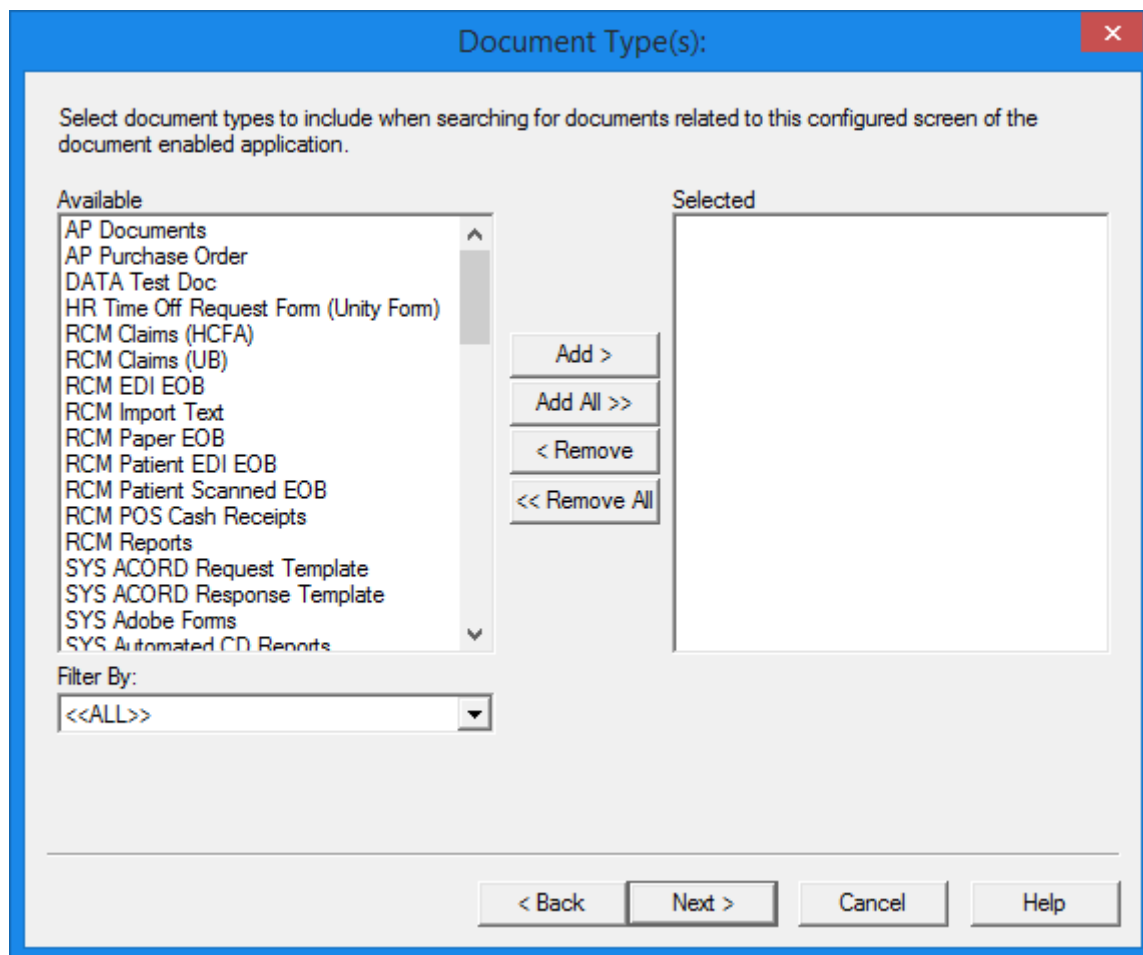 Document Type(s):
Select document types to include when searching for documents related to this configured screen of the
document enabled application.
Available
AP Documents
AP Purchase Order
DATA Test Doc
HR Time Off Request Form (Unity Form)
RCM Claims (HCFA)
RCM Claims (UB)
RCM EDI EOB
RCM Import Text
RCM Paper EOB
RCM Patient EDI EOB
RCM Patient Scanned EOB
RCM POS Cash Receipts
RCM Reports
SYS ACORD Request Template
SYS ACORD Response Template
SYS Adobe Forms
SYS Automated CD Reports
Filter By:
<<ALL>>
Add >
Add All >>
< Remove
<< Remove All
Selected
< Back
Next >
Cancel
Help